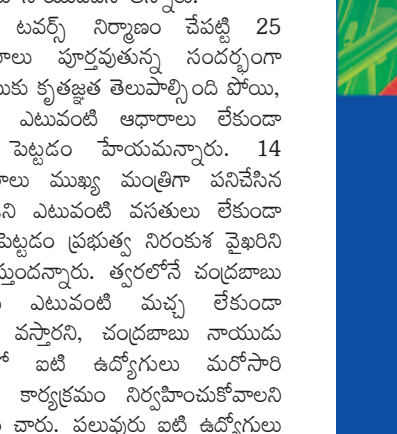 టవర్స్ నిర్మాణం చేపట్టి 25
పూర్తవుతున్న సందర్భంగా
కృతజ్ఞత తెలుపాల్సింది పోయి,
ఎటువంటి ఆధారాలు లేకుండా
పెట్టడం హేయమన్నారు. 14
ముఖ్య మంత్రిగా పనిచేసిన
ఎటువంటి వసతులు లేకుండా
పెట్టడం ప్రభుత్వ నిరంకుశ వైఖరిని
త్వరలోనే చంద్రబాబు
ఎటువంటి మచ్చ లేకుండా
వస్తారని, చంద్రబాబు నాయుడు
ఐటి ఉద్యోగులు మరోసారి
కార్యక్రమం నిర్వహించుకోవాలని
చారు. పలువురు ఐటి ఉద్యోగులు